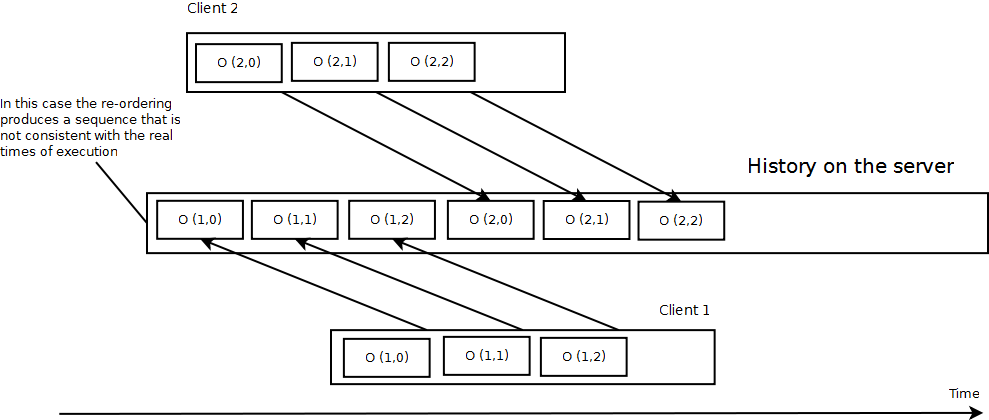 Client 2
O (2,0)
O (2,1)
O (2,2)
In this case the re-ordering
produces a sequence that is
not consistent with the real
times of execution
History on the server
O (1,0)
O (1,1)
O (1,2)
O (2,0)
O (2,1)
O (2,2)
Client 1
O (1,0)
O (1,1)
O (1,2)
Time